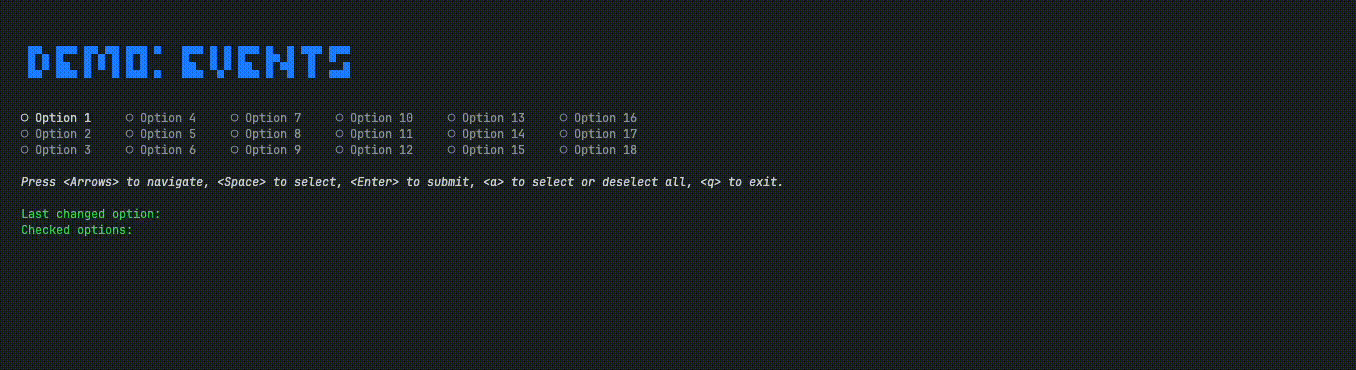 DEMO: EVENTS
○ Option 1 ○ Option 4 ○ Option 7 ○ Option 10 ○ Option 13 ○ Option 16
○ Option 2 ○ Option 5 ○ Option 8 ○ Option 11 ○ Option 14 ○ Option 17
○ Option 3 ○ Option 6 ○ Option 9 ○ Option 12 ○ Option 15 ○ Option 18
Press <Arrows> to navigate, <Space> to select, <Enter> to submit, <a> to select or deselect all, <q> to exit.
Last changed option:
Checked options: